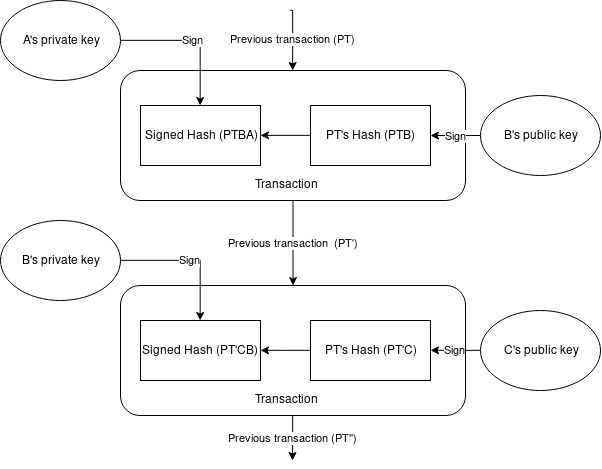 A's private key
Sign
Previous transaction (PT)
Signed Hash (PTBA)
PT's Hash (PTB)
Sign
B's public key
Transaction
Previous transaction (PT')
B's private key
Sign
Signed Hash (PT'CB)
PT's Hash (PT'C)
Sign
C's public key
Transaction
Previous transaction (PT'')